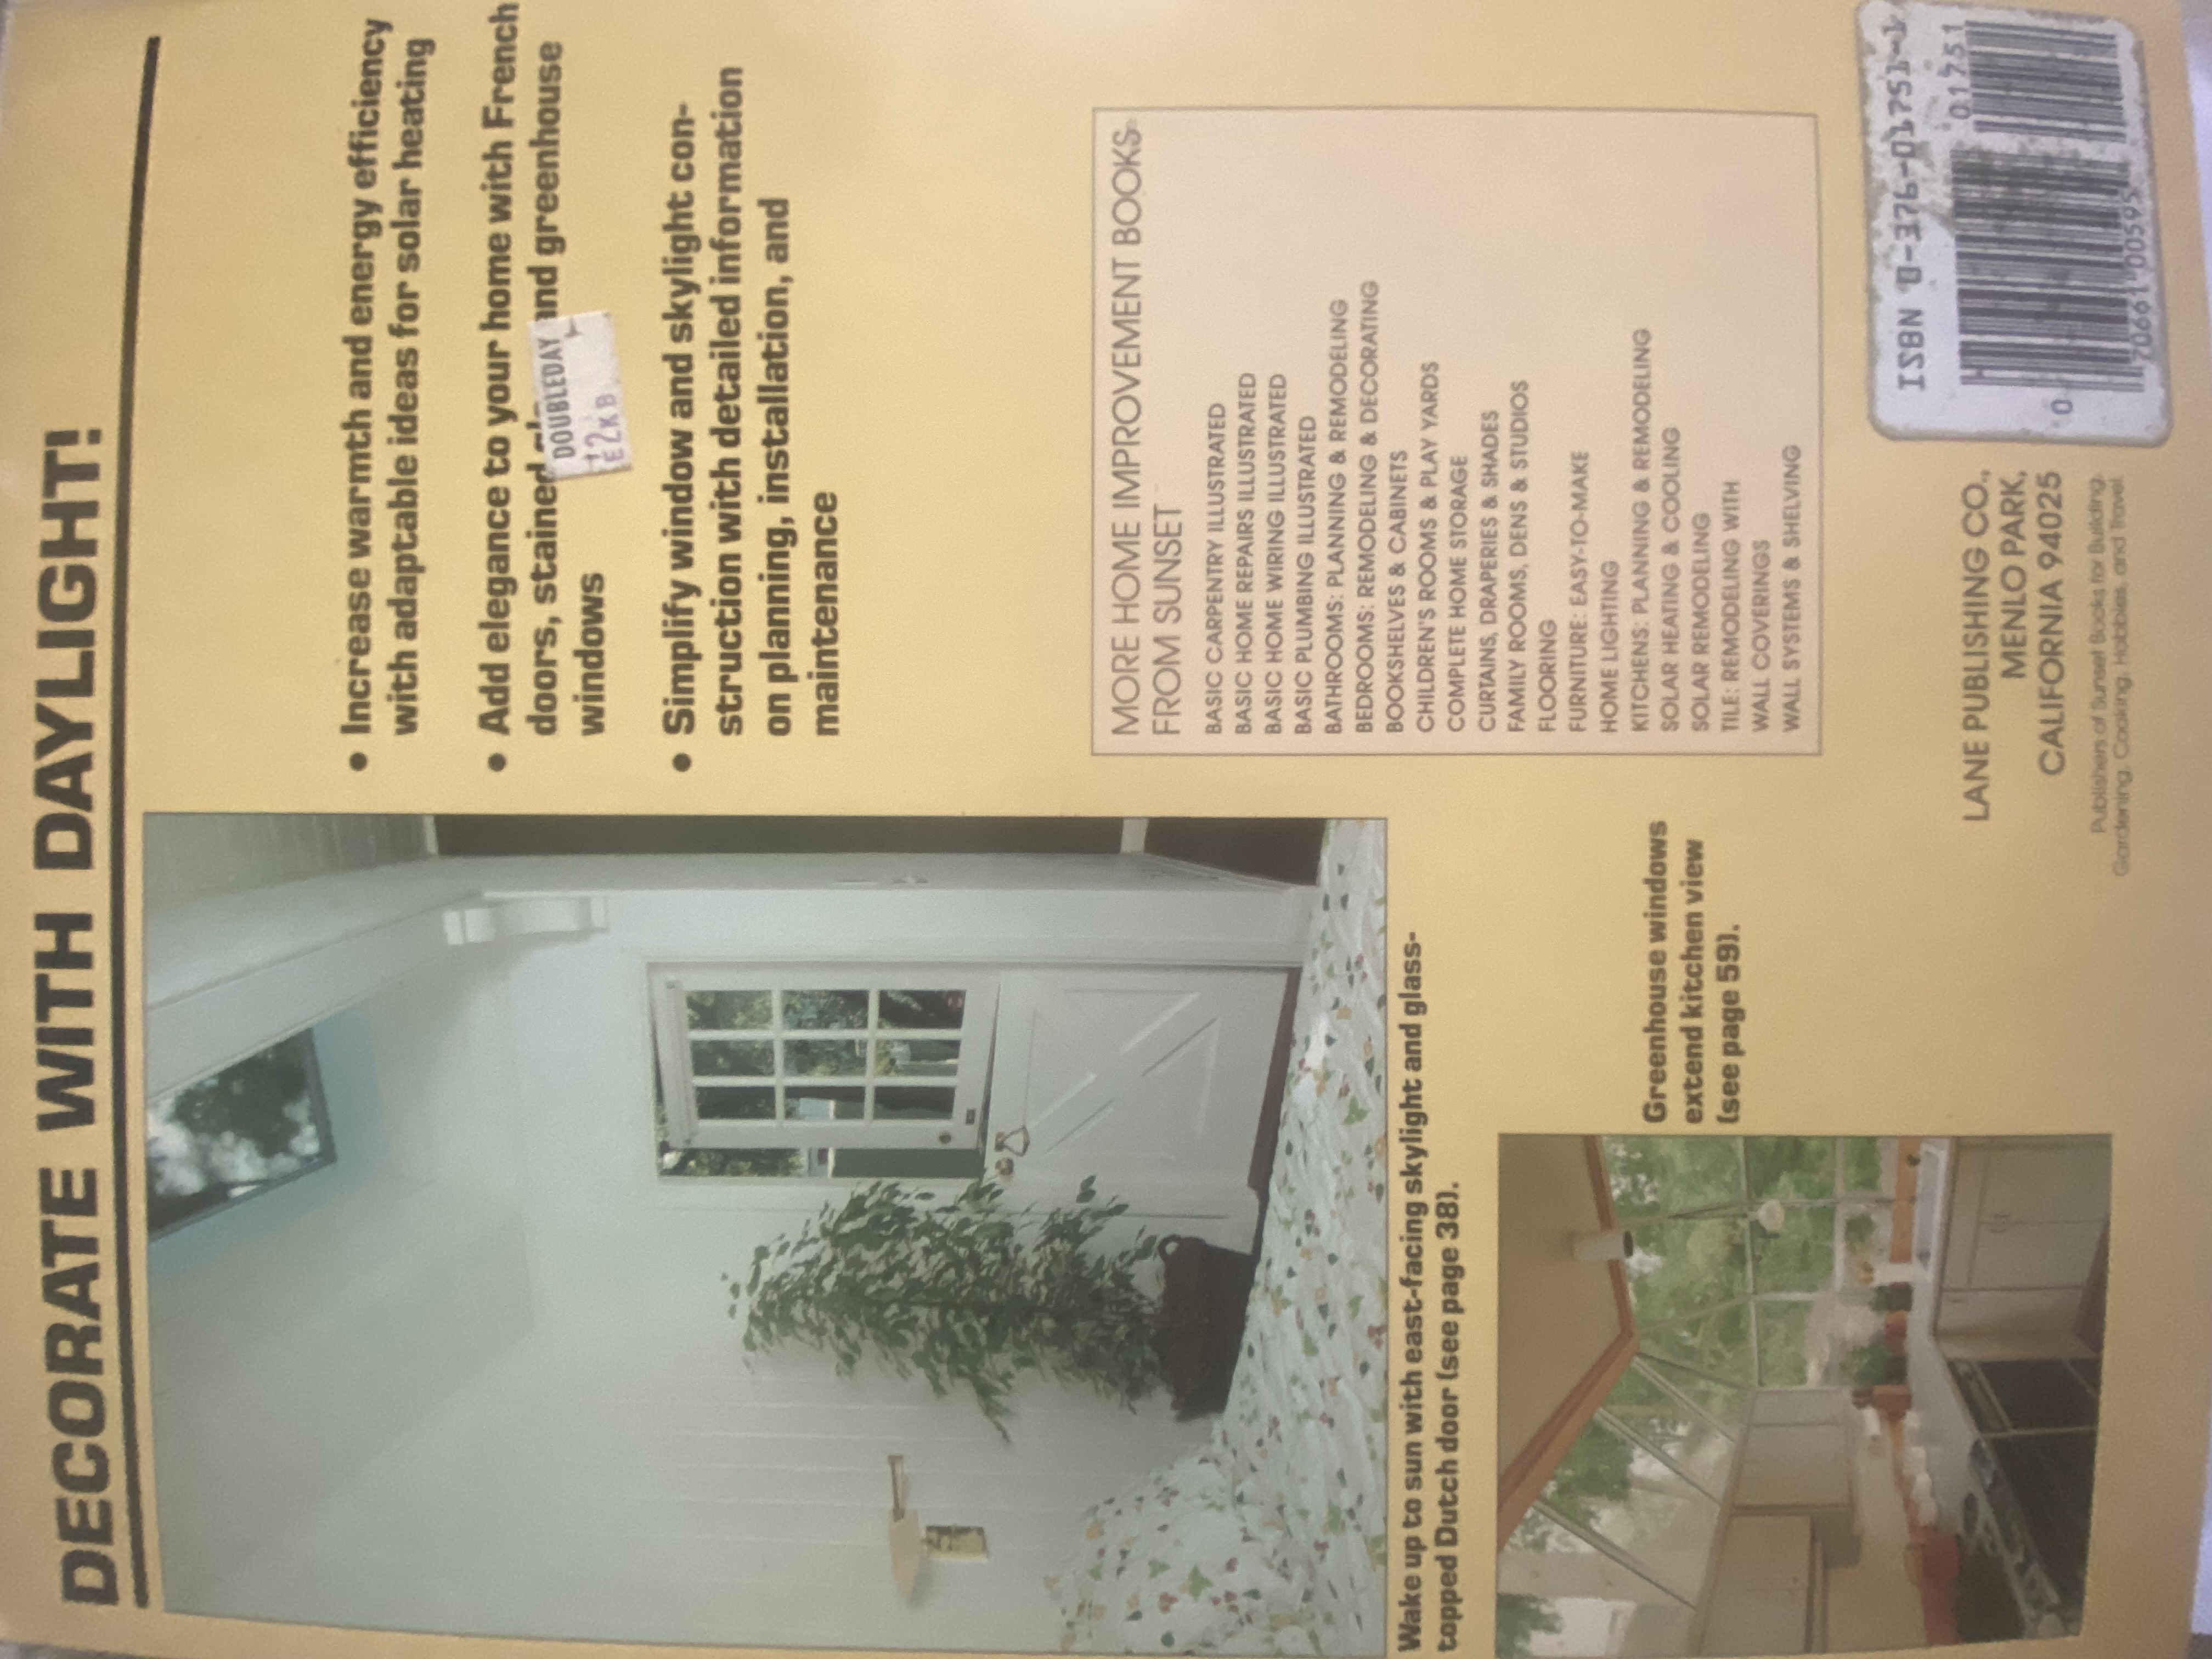 DECORATE WITH DAYLIGHT!
• Increase warmth and energy efficiency
with adaptable ideas for solar heating
• Add elegance to your home with French
doors, stained and greenhouse
windows
DOUBLEDAY
E2KB
• Simplify window and skylight con-
struction with detailed information
on planning, installation, and
maintenance
Wake up to sun with east-facing skylight and glass-
topped Dutch door (see page 38).
Greenhouse windows
extend kitchen view
(see page 59).
MORE HOME IMPROVEMENT BOOKS
FROM SUNSET
BASIC CARPENTRY ILLUSTRATED
BASIC HOME REPAIRS ILLUSTRATED
BASIC HOME WIRING ILLUSTRATED
BASIC PLUMBING ILLUSTRATED
BATHROOMS: PLANNING & REMODELING
BEDROOMS: REMODELING & DECORATING
BOOKSHELVES & CABINETS
CHILDREN'S ROOMS & PLAY YARDS
COMPLETE HOME STORAGE
CURTAINS, DRAPERIES & SHADES
FAMILY ROOMS, DENS & STUDIOS
FLOORING
FURNITURE: EASY-TO-MAKE
HOME LIGHTING
KITCHENS: PLANNING & REMODELING
SOLAR HEATING & COOLING
SOLAR REMODELING
TILE: REMODELING WITH
WALL COVERINGS
WALL SYSTEMS & SHELVING
LANE PUBLISHING CO.,
MENLO PARK,
CALIFORNIA 94025
Publishers of Sunset Books for Building,
Gardening, Cooking, Hobbies, and Travel.
ISBN 0-376-01751-1
01751
0 70661 00595